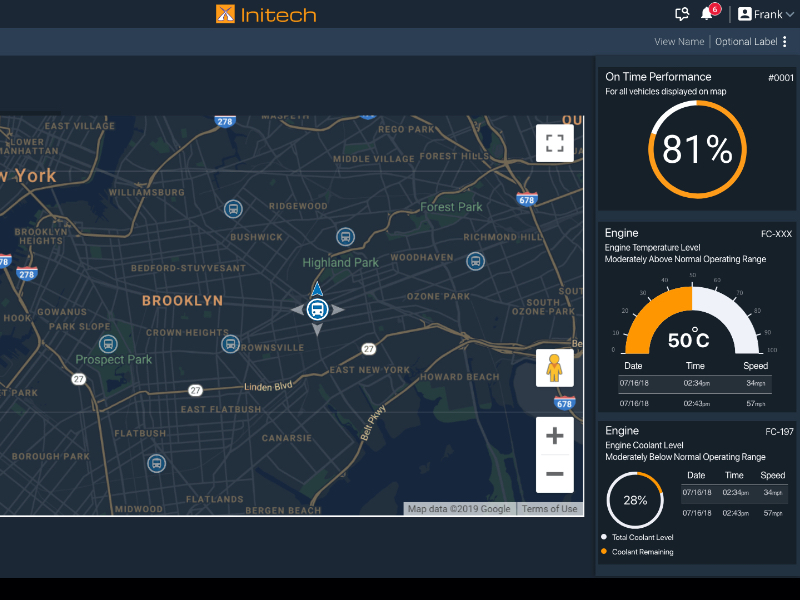 Initech
6
Frank
View Name
Optional Label
EAST VILLAGE
278
MASPETH
REGO PARK
LOWER
MANHATTAN
MIDDLE VILLAGE
FOREST HILLS
w York
WILLIAMSBURG
678
RIDGEWOOD
Forest Park
BROOKLYN
HEIGHTS
BUSHWICK
RICHMOND HILL
78
278
BEDFORD-STUYVESANT
Highland Park
WOODHAVEN
BROOKLYN
OZONE PARK
SOUTH
OZONE PARK
HOOK
GOWANUS
PARK SLOPE
CROWN HEIGHTS
BROWNSVILLE
27
Prospect Park
EAST NEW YORK
HOWARD BEACH
27
27
Linden Blvd
678
EAST FLATBUSH
Belt Pkwy
FLATBUSH
CANARSIE
BOROUGH PARK
FLATLANDS
MIDWOOD
BERGEN BEACH
Map data ©2019 Google
Terms of Use
On Time Performance
#0001
For all vehicles displayed on map
81%
Engine
FC-XXX
Engine Temperature Level
Moderately Above Normal Operating Range
0
10
20
30
40
50
60
70
80
90
100
50°C
Date Time Speed
07/16/18 02:34pm 34mph
07/16/18 02:43pm 57mph
Engine
FC-197
Engine Coolant Level
Moderately Below Normal Operating Range
28%
Date Time Speed
07/16/18 02:34pm 34mph
07/16/18 02:43pm 57mph
Total Coolant Level
Coolant Remaining